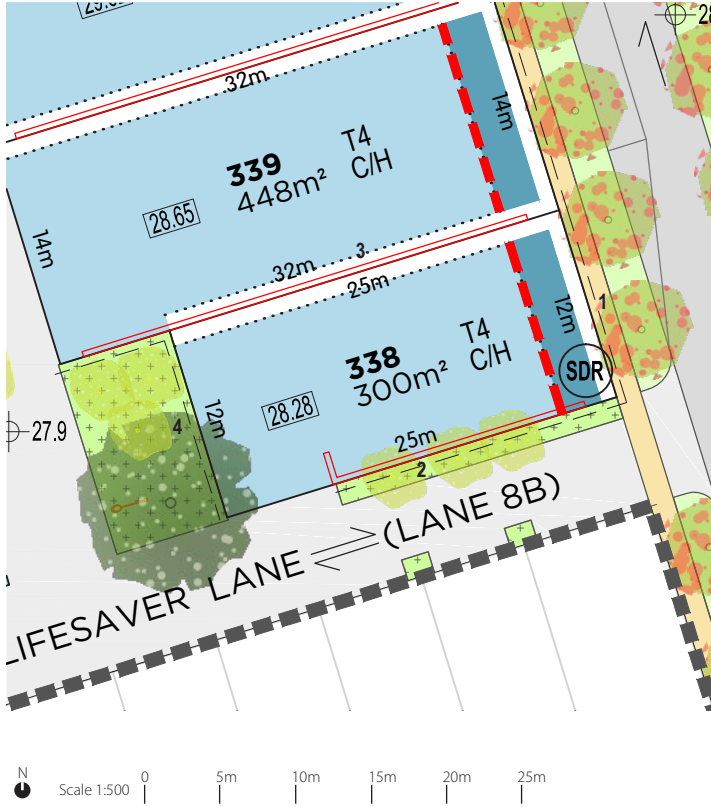 32m
28
339
448m²
T4
C/H
14m
28.65
14m
32m
3
25m
12m
1
338
300m²
T4
C/H
SDR
28.28
12m
4
27.9
25m
2
LIFESAVER LANE
(LANE 8B)
N
Scale 1:500
0
5m
10m
15m
20m
25m